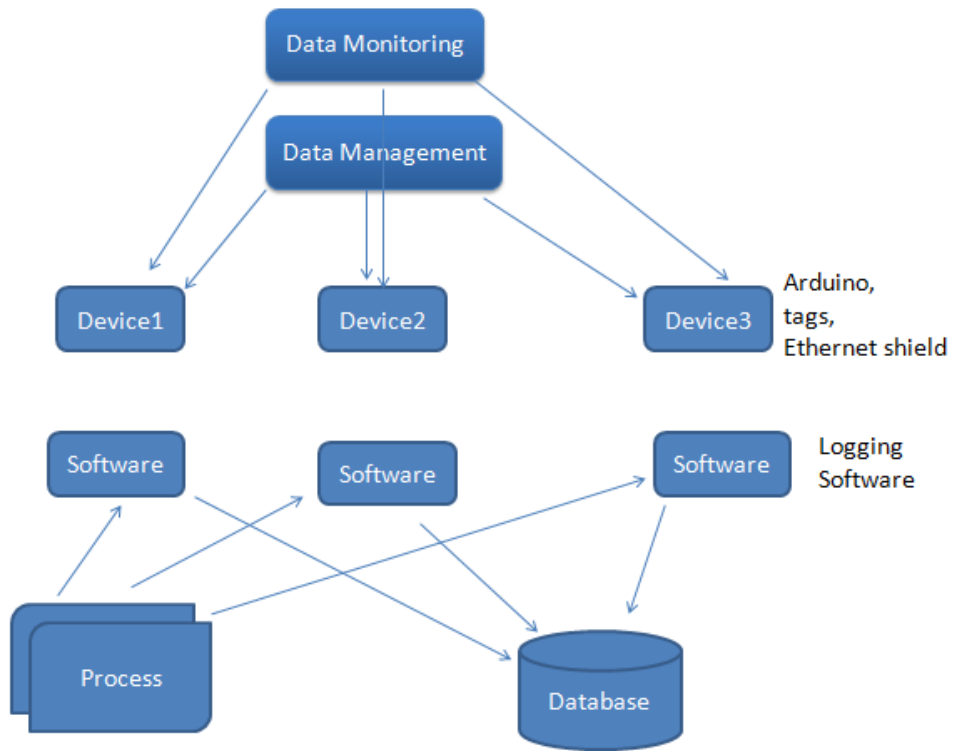 Data Monitoring
Data Management
Device1
Device2
Device3
Arduino,
tags,
Ethernet shield
Software
Software
Software
Logging
Software
Process
Database